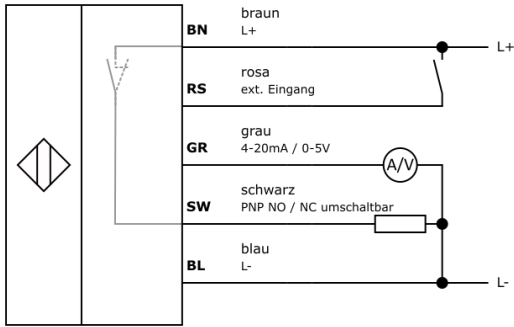 braun
BN L+ L+
rosa
RS ext. Eingang
grau
GR 4-20mA / 0-5V A/V
schwarz
SW PNP NO / NC umschaltbar
blau
BL L- L-